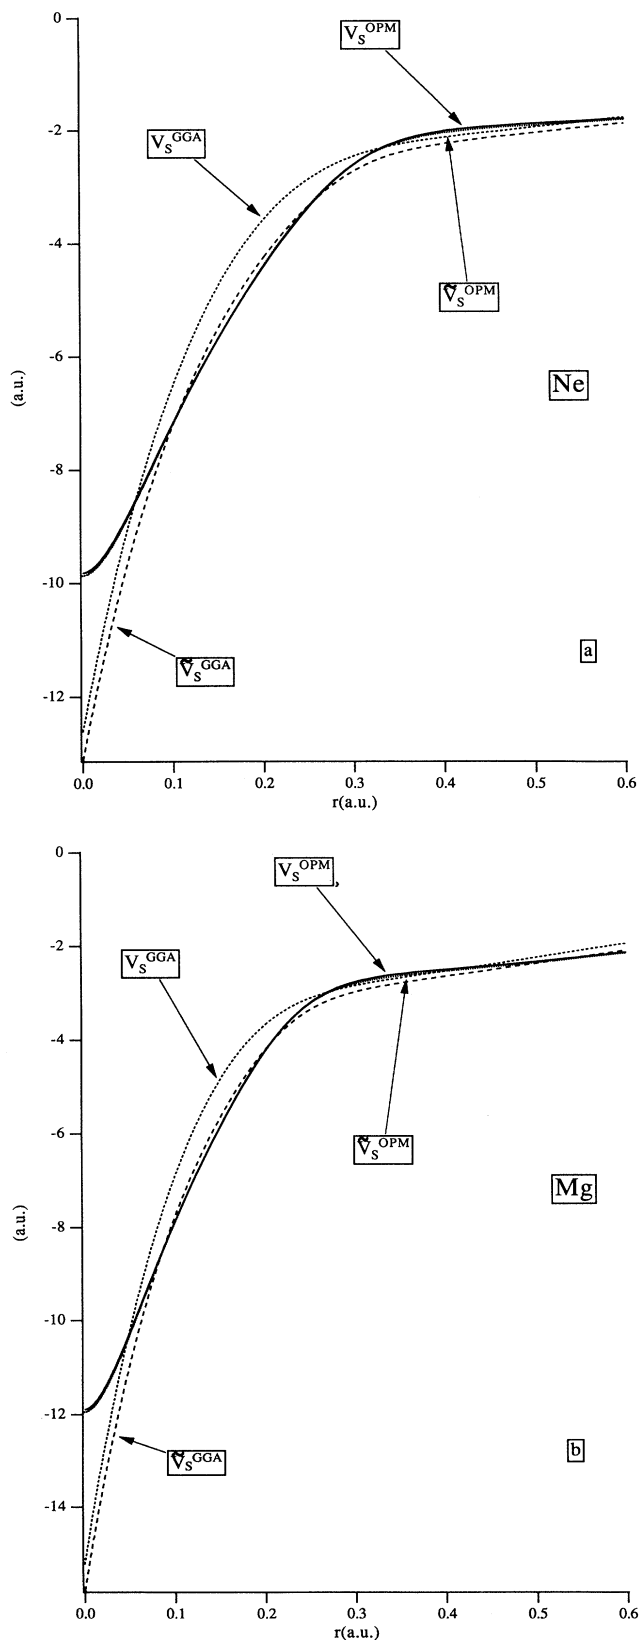 0
V_S^OPM
V_S^GGA
-2
-4
Ṽ_S^OPM
-6
(a.u.)
Ne
-8
-10
a
Ṽ_S^GGA
-12
0.0 0.1 0.2 0.3 0.4 0.5 0.6
r(a.u.)
0
V_S^OPM,
V_S^GGA
-2
-4
-6
Ṽ_S^OPM
Mg
(a.u.)
-8
-10
-12
b
Ṽ_S^GGA
-14
0.0 0.1 0.2 0.3 0.4 0.5 0.6
r(a.u.)